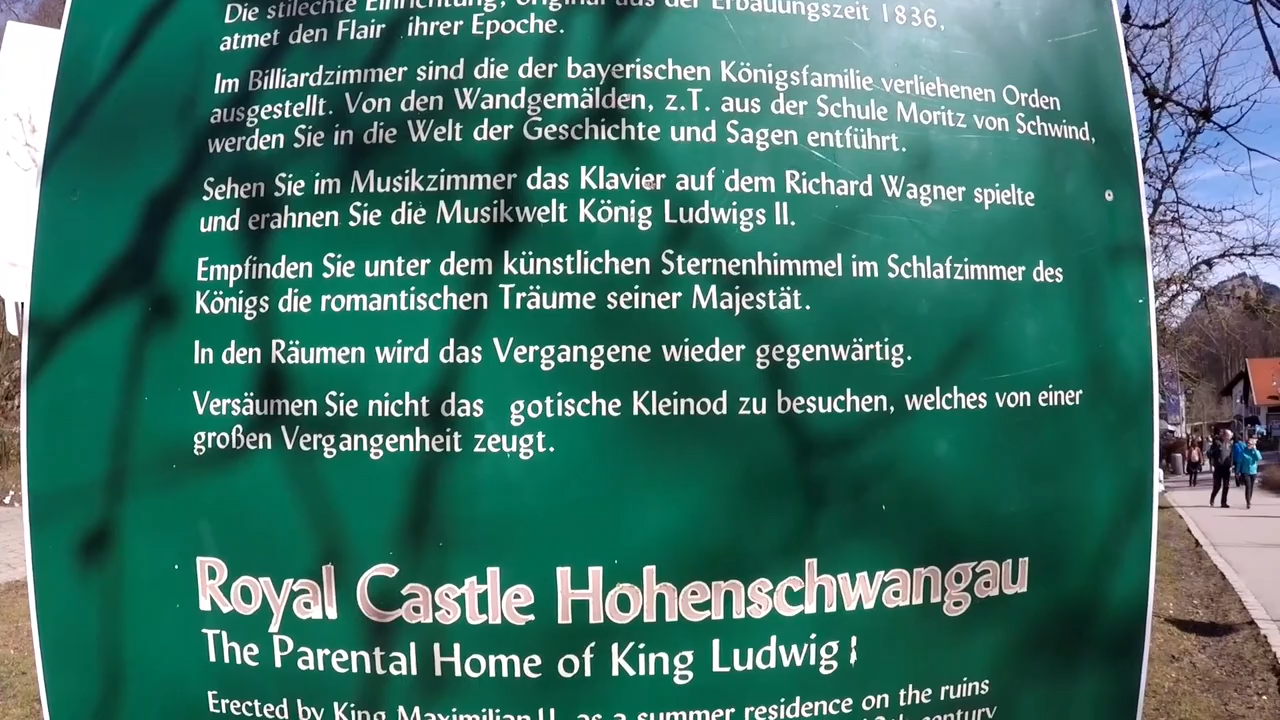 Die stilechte Einrichtung, original aus der Erbauungszeit 1836,
atmet den Flair ihrer Epoche.
Im Billiardzimmer sind die der bayerischen Königsfamilie verliehenen Orden
ausgestellt. Von den Wandgemälden, z.T. aus der Schule Moritz von Schwind,
werden Sie in die Welt der Geschichte und Sagen entführt.
Sehen Sie im Musikzimmer das Klavier auf dem Richard Wagner spielte
und erahnen Sie die Musikwelt König Ludwigs II.
Empfinden Sie unter dem künstlichen Sternenhimmel im Schlafzimmer des
Königs die romantischen Träume seiner Majestät.
In den Räumen wird das Vergangene wieder gegenwärtig.
Versäumen Sie nicht das gotische Kleinod zu besuchen, welches von einer
großen Vergangenheit zeugt.
Royal Castle Hohenschwangau
The Parental Home of King Ludwig
Erected by King Maximilian II. as a summer residence on the ruins
century